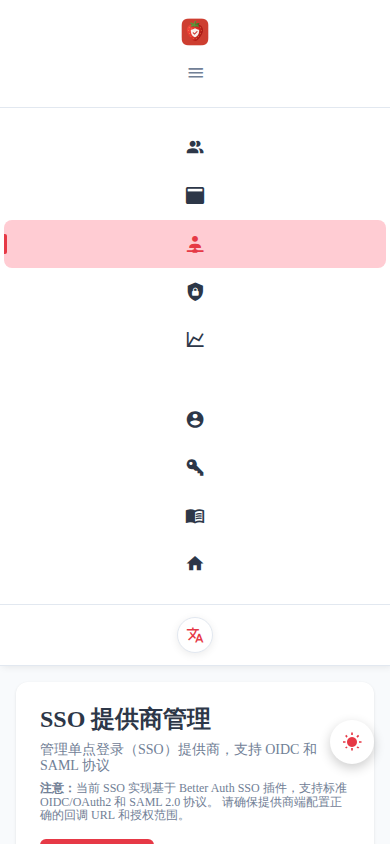 SSO 提供商管理
管理单点登录（SSO）提供商，支持 OIDC 和
SAML 协议
注意：当前 SSO 实现基于 Better Auth SSO 插件，支持标准
OIDC/OAuth2 和 SAML 2.0 协议。 请确保提供商端配置正
确的回调 URL 和授权范围。